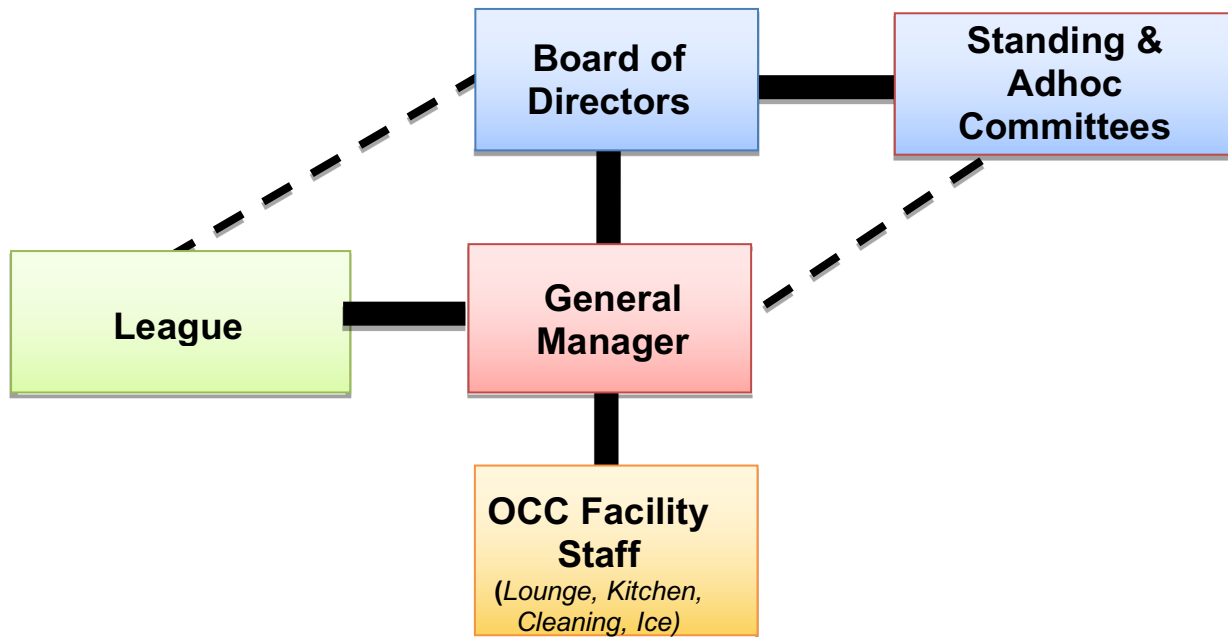 Board of
Directors
Standing &
Adhoc
Committees
League
General
Manager
OCC Facility
Staff
(Lounge, Kitchen,
Cleaning, Ice)